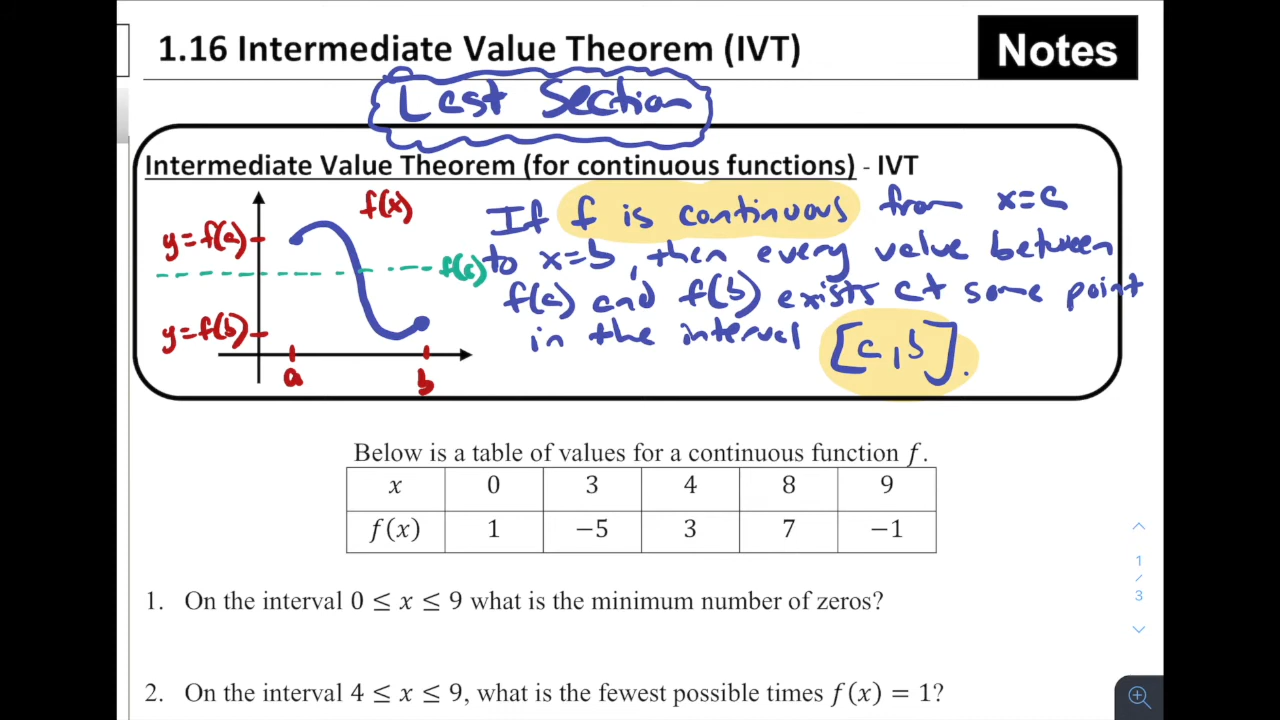 1.16 Intermediate Value Theorem (IVT)
Notes
Last Section
Intermediate Value Theorem (for continuous functions) - IVT
f(x)
y=f(a)
f(c)
y=f(b)
a
b
If f is continuous from x=a
to x=b, then every value between
f(a) and f(b) exists at some point
in the interval [a,b].
Below is a table of values for a continuous function f.
x 0 3 4 8 9
f(x) 1 −5 3 7 −1
1. On the interval 0 ≤ x ≤ 9 what is the minimum number of zeros?
2. On the interval 4 ≤ x ≤ 9, what is the fewest possible times f(x) = 1?
1
/
3